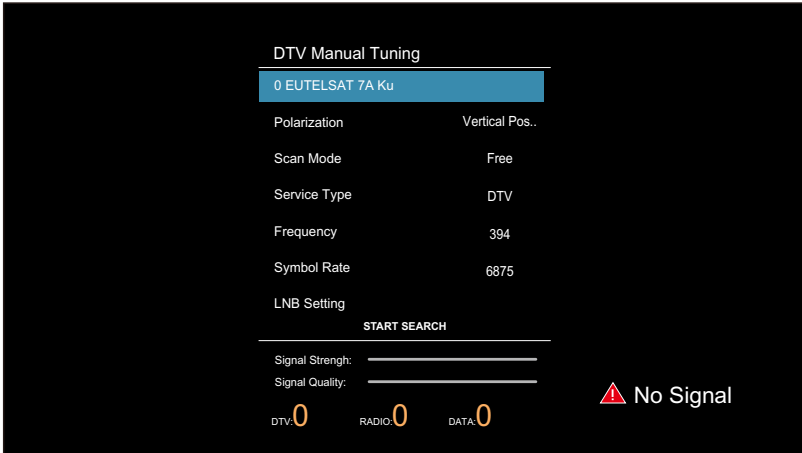 DTV Manual Tuning
0 EUTELSAT 7A Ku
Polarization Vertical Pos..
Scan Mode Free
Service Type DTV
Frequency 394
Symbol Rate 6875
LNB Setting
START SEARCH
Signal Strengh:
Signal Quality:
DTV:0 RADIO:0 DATA:0
No Signal